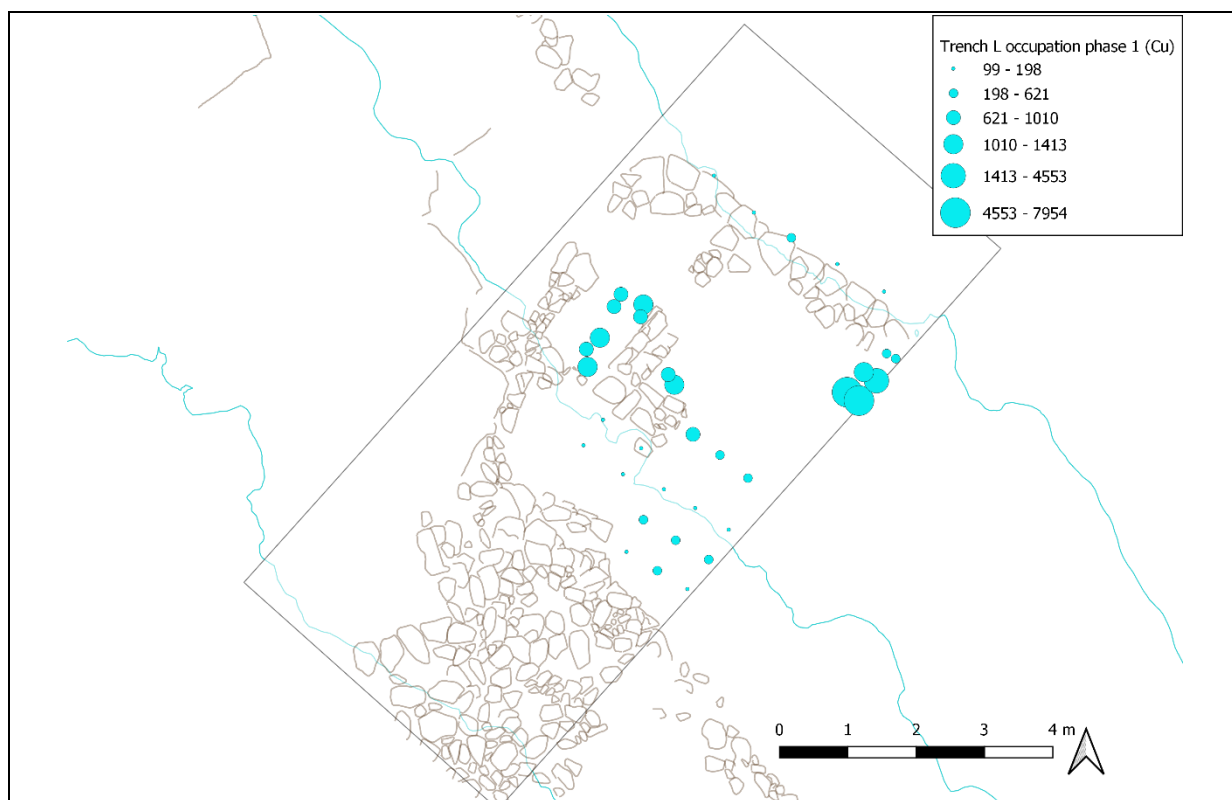 Trench L occupation phase 1 (Cu)
99 - 198
198 - 621
621 - 1010
1010 - 1413
1413 - 4553
4553 - 7954
0 1 2 3 4 m